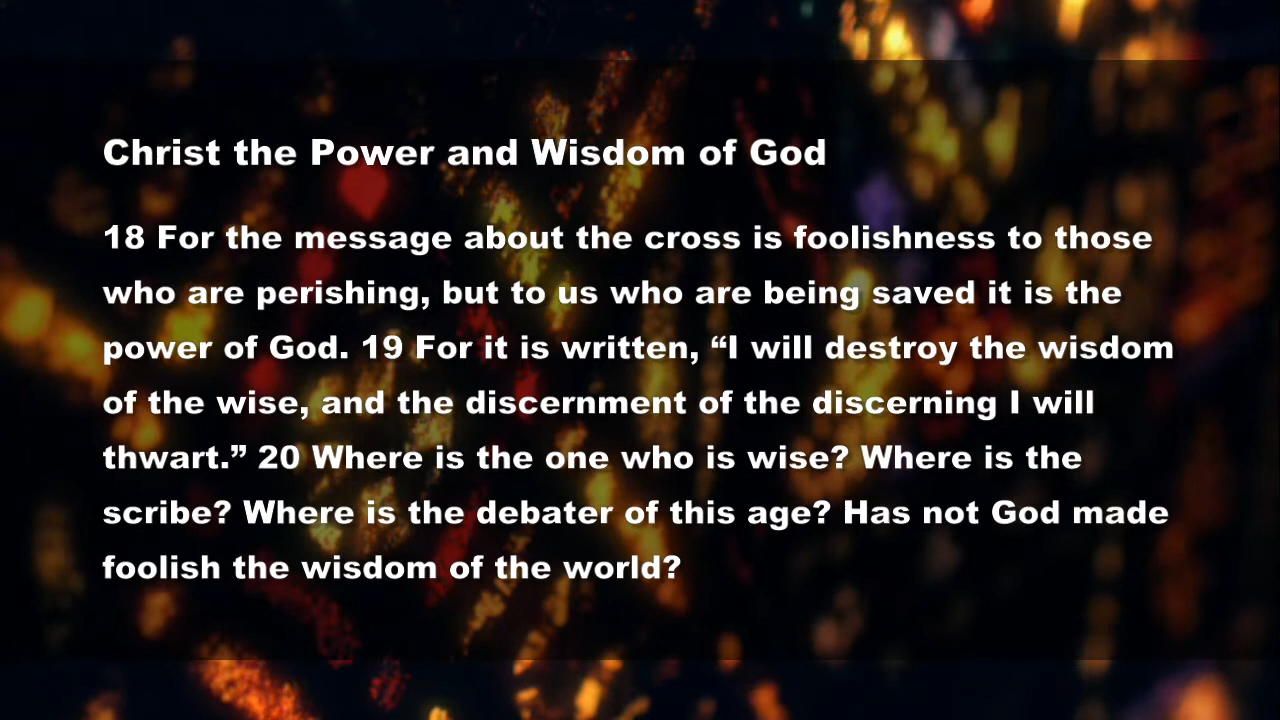 Christ the Power and Wisdom of God
18 For the message about the cross is foolishness to those
who are perishing, but to us who are being saved it is the
power of God. 19 For it is written, “I will destroy the wisdom
of the wise, and the discernment of the discerning I will
thwart.” 20 Where is the one who is wise? Where is the
scribe? Where is the debater of this age? Has not God made
foolish the wisdom of the world?